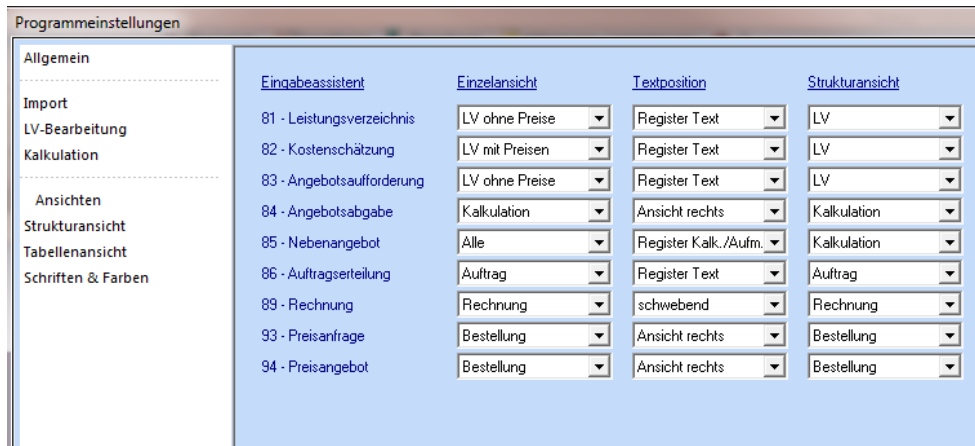 Programmeinstellungen
Allgemein
Import
LV-Bearbeitung
Kalkulation
Ansichten
Strukturansicht
Tabellenansicht
Schriften & Farben
Eingabeassistent Einzelansicht Textposition Strukturansicht
81 - Leistungsverzeichnis LV ohne Preise Register Text LV
82 - Kostenschätzung LV mit Preisen Register Text LV
83 - Angebotsaufforderung LV ohne Preise Register Text LV
84 - Angebotsabgabe Kalkulation Ansicht rechts Kalkulation
85 - Nebenangebot Alle Register Kalk./Aufm. Kalkulation
86 - Auftragserteilung Auftrag Register Text Auftrag
89 - Rechnung Rechnung schwebend Rechnung
93 - Preisanfrage Bestellung Ansicht rechts Bestellung
94 - Preisangebot Bestellung Ansicht rechts Bestellung